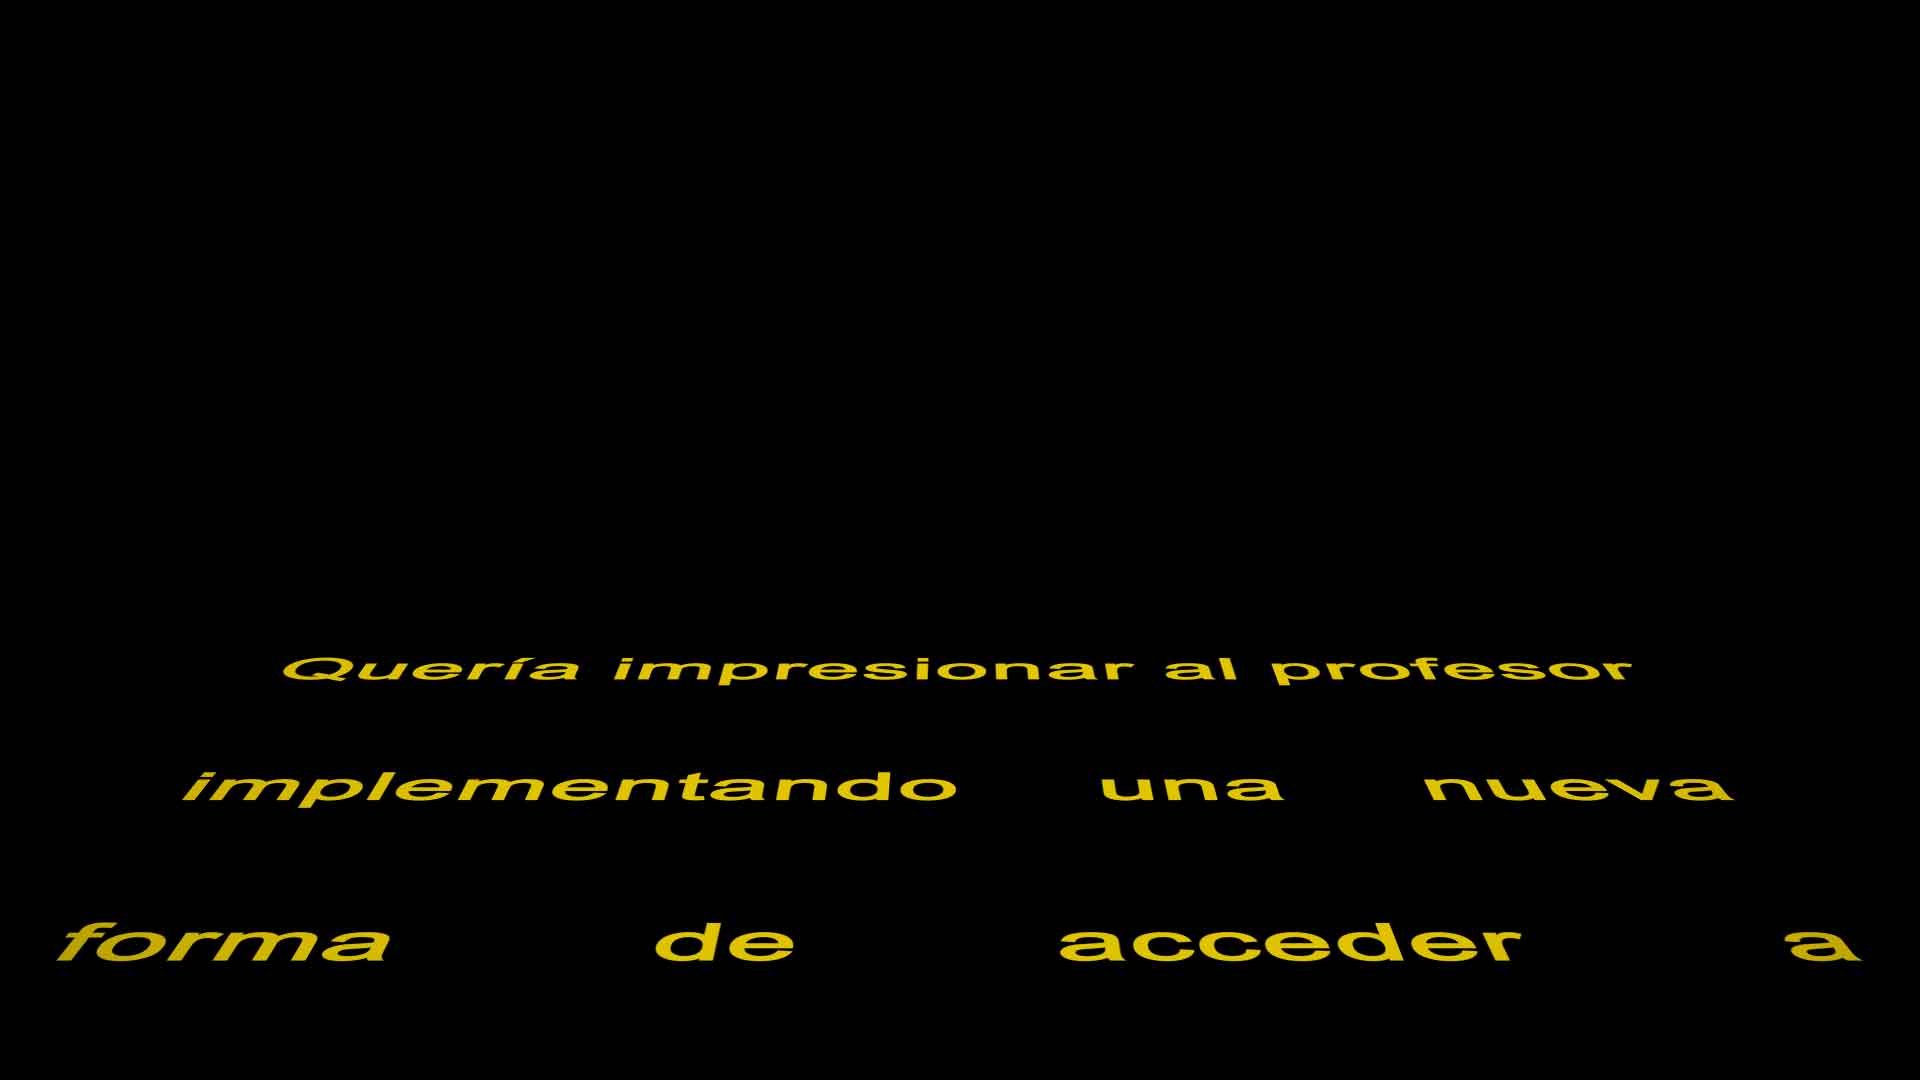 Quería impresionar al profesor
implementando una nueva
forma de acceder a